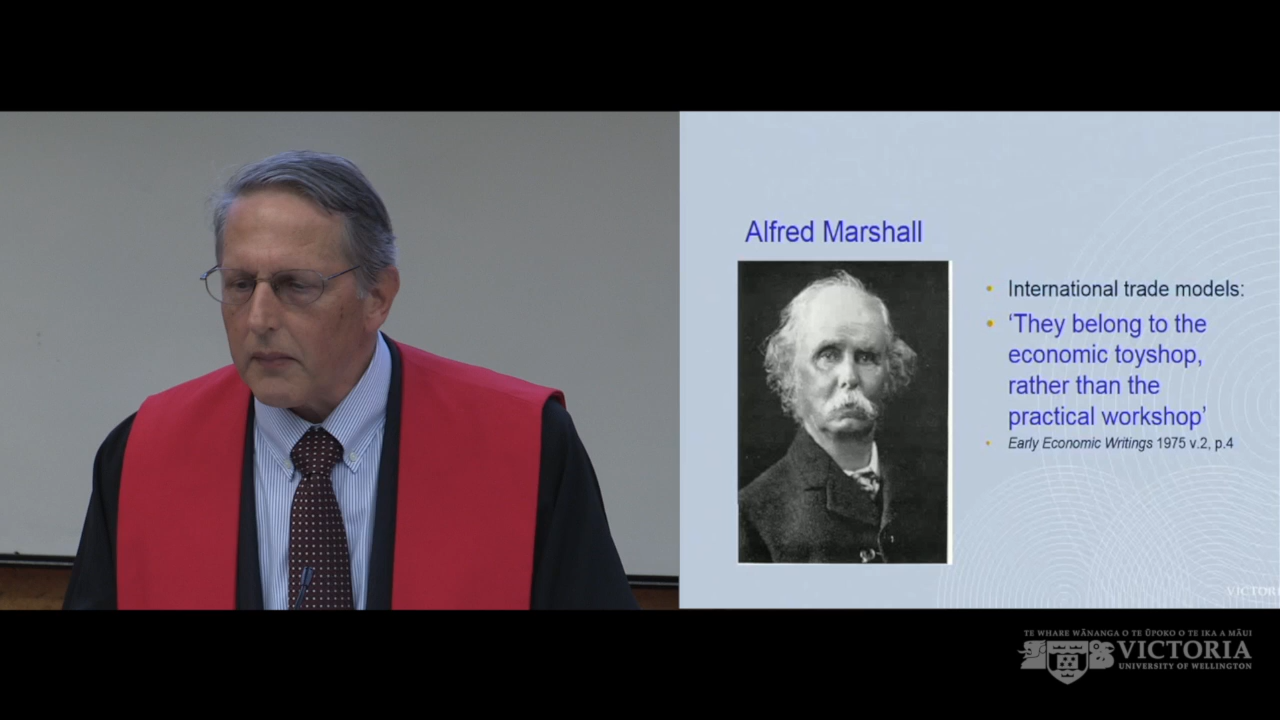 Alfred Marshall
• International trade models:
• ‘They belong to the
economic toyshop,
rather than the
practical workshop’
• Early Economic Writings 1975 v.2, p.4
VICTORI
TE WHARE WĀNANGA O TE ŪPOKO O TE IKA A MĀUI
VICTORIA
UNIVERSITY OF WELLINGTON